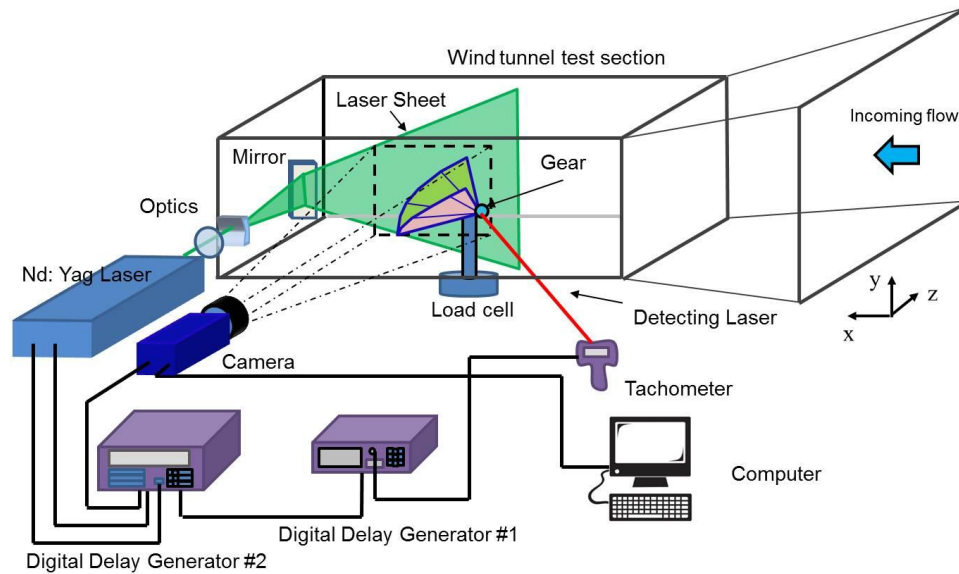 Wind tunnel test section
Laser Sheet
Incoming flow
Mirror
Gear
Optics
Nd: Yag Laser
Load cell
y
z
x
Detecting Laser
Camera
Tachometer
Computer
Digital Delay Generator #1
Digital Delay Generator #2